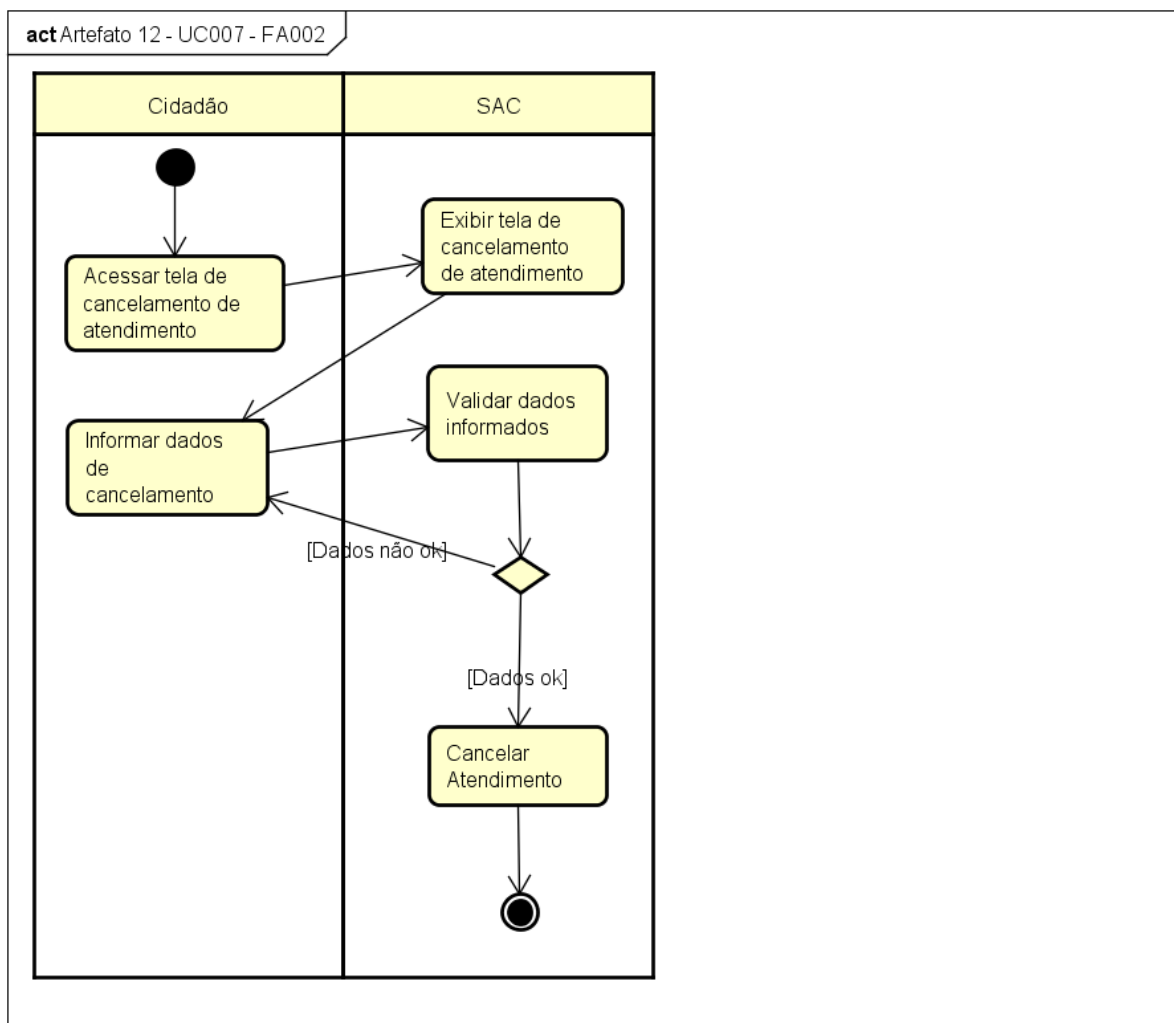 act Artefato 12 - UC007 - FA002
Cidadão
SAC
Exibir tela de
cancelamento
de atendimento
Acessar tela de
cancelamento de
atendimento
Validar dados
informados
Informar dados
de
cancelamento
[Dados não ok]
[Dados ok]
Cancelar
Atendimento